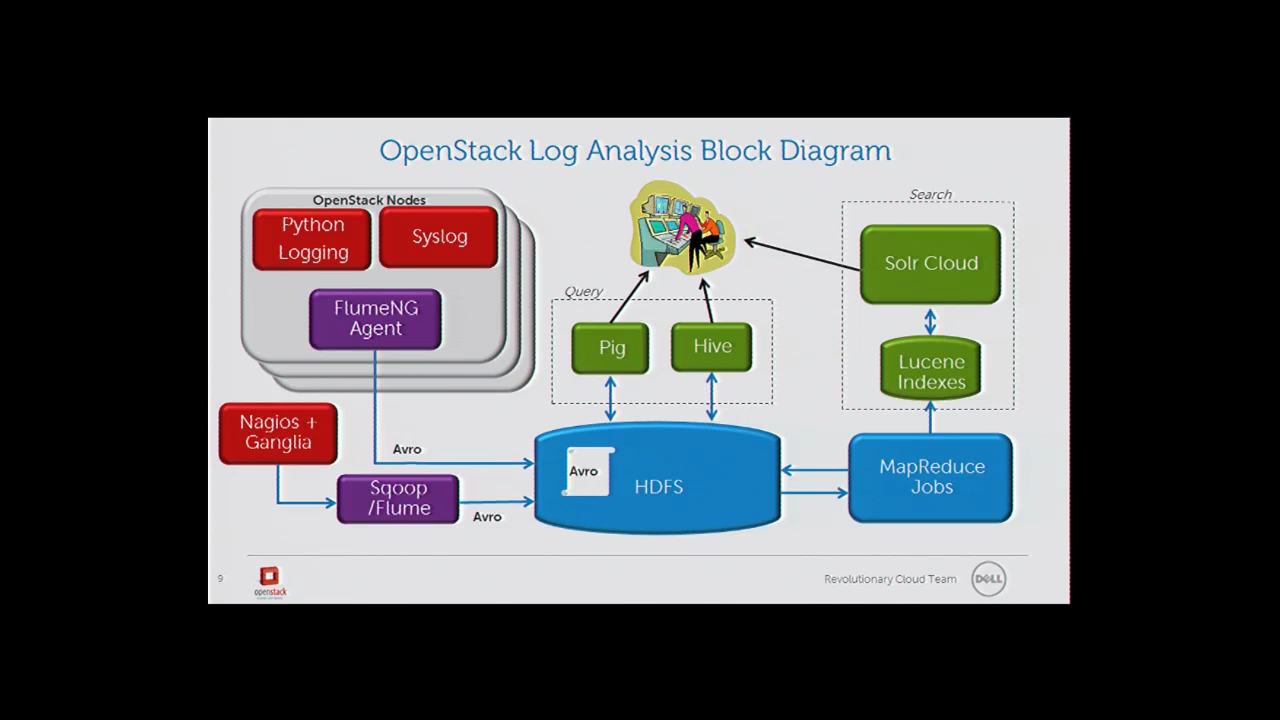 OpenStack Log Analysis Block Diagram
OpenStack Nodes
Python
Logging
Syslog
FlumeNG
Agent
Nagios +
Ganglia
Sqoop
/Flume
Avro
Avro
Query
Pig
Hive
Avro
HDFS
Search
Solr Cloud
Lucene
Indexes
MapReduce
Jobs
9
openstack
Revolutionary Cloud Team
DELL